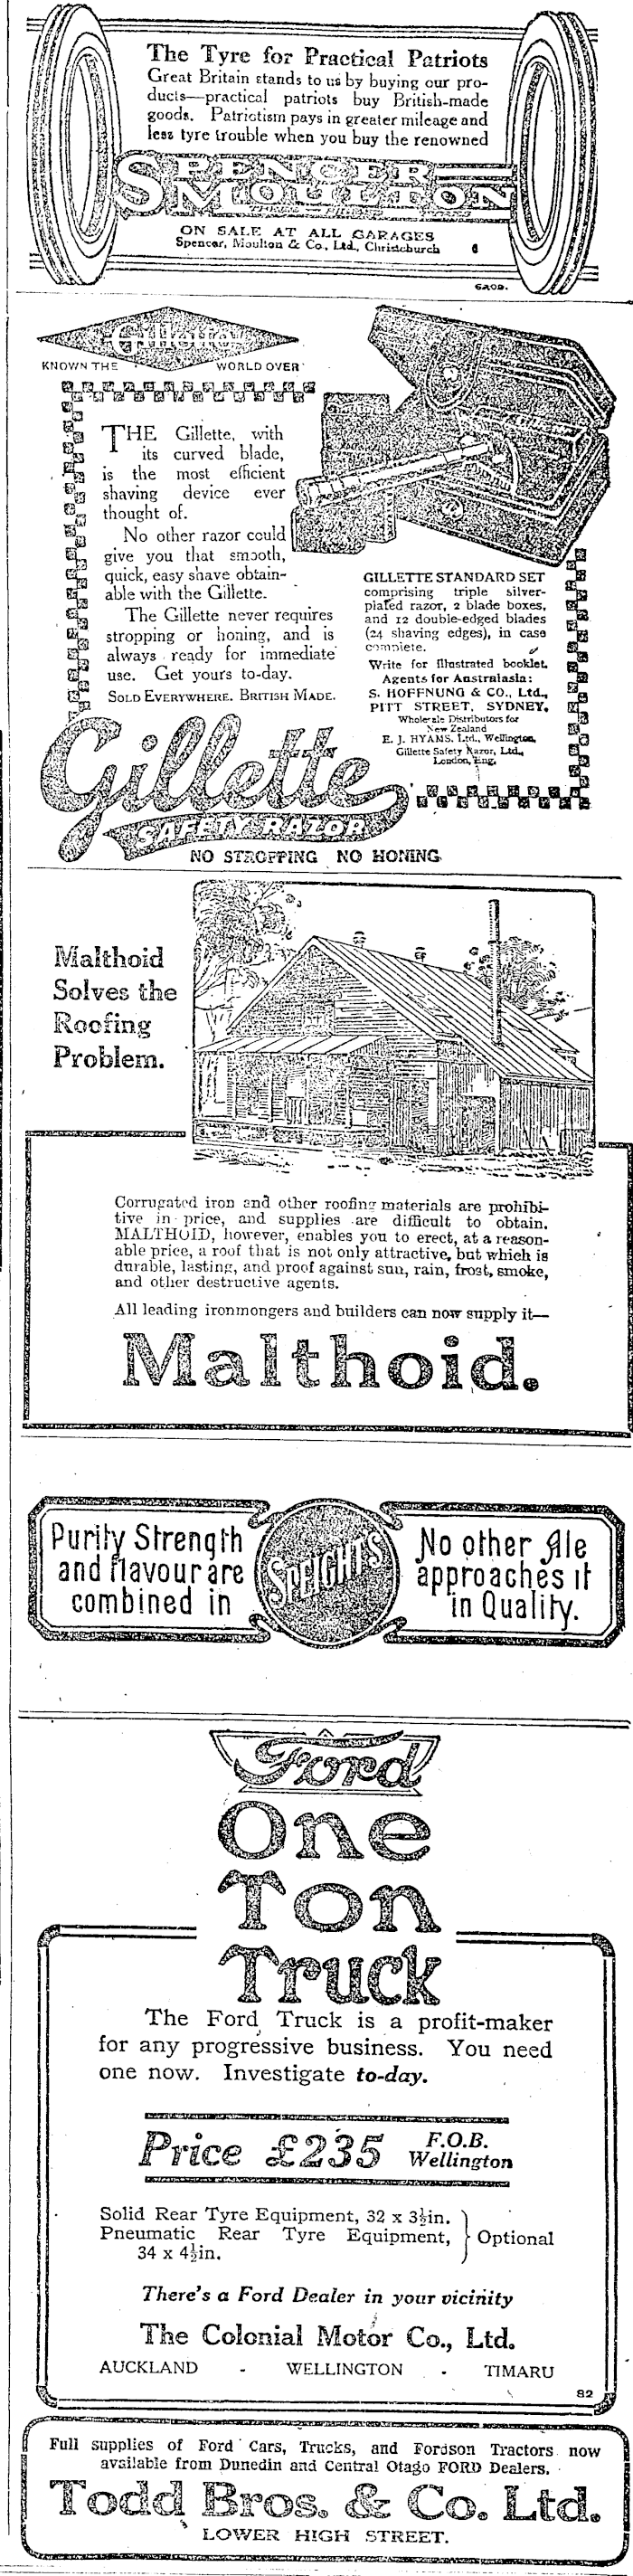 The Tyre for Practical Patriots
Great Britain stands to us by buying our pro-
ducts—practical patriots buy British-made
goods. Patriotism pays in greater mileage and
less tyre trouble when you buy the renowned
SPENCER
MOULTON
ON SALE AT ALL GARAGES
Spencer, Moulton & Co., Ltd., Christchurch 6
Gillette
KNOWN THE WORLD OVER
THE Gillette, with
its curved blade,
is the most efficient
shaving device ever
thought of.
No other razor could
give you that smooth,
quick, easy shave obtain-
able with the Gillette.
The Gillette never requires
stropping or honing, and is
always ready for immediate
use. Get yours to-day.
SOLD EVERYWHERE. BRITISH MADE.
GILLETTE STANDARD SET
comprising triple silver-
plated razor, 2 blade boxes,
and 12 double-edged blades
(24 shaving edges), in case
complete.
Write for illustrated booklet.
Agents for Australasia:
S. HOFFNUNG & CO., Ltd.,
PITT STREET, SYDNEY.
Wholesale Distributors for
New Zealand
E. J. HYAMS, Ltd., Wellington.
Gillette Safety Razor, Ltd.,
London, Eng.
Gillette
SAFETY RAZOR
NO STROPPING NO HONING
Malthoid
Solves the
Roofing
Problem.
Corrugated iron and other roofing materials are prohibi-
tive in price, and supplies are difficult to obtain.
MALTHOID, however, enables you to erect, at a reason-
able price, a roof that is not only attractive, but which is
durable, lasting, and proof against sun, rain, frost, smoke,
and other destructive agents.
All leading ironmongers and builders can now supply it—
Malthoid.
Purity Strength
and flavour are
combined in
SPEIGHT'S
No other Ale
approaches it
in Quality.
Ford
One
Ton
Truck
The Ford Truck is a profit-maker
for any progressive business. You need
one now. Investigate to-day.
Price £235 F.O.B.
Wellington
Solid Rear Tyre Equipment, 32 x 3½in.
Pneumatic Rear Tyre Equipment,
34 x 4½in.
Optional
There's a Ford Dealer in your vicinity
The Colonial Motor Co., Ltd.
AUCKLAND - WELLINGTON - TIMARU
82
Full supplies of Ford Cars, Trucks, and Fordson Tractors now
available from Dunedin and Central Otago FORD Dealers.
Todd Bros. & Co. Ltd.
LOWER HIGH STREET.